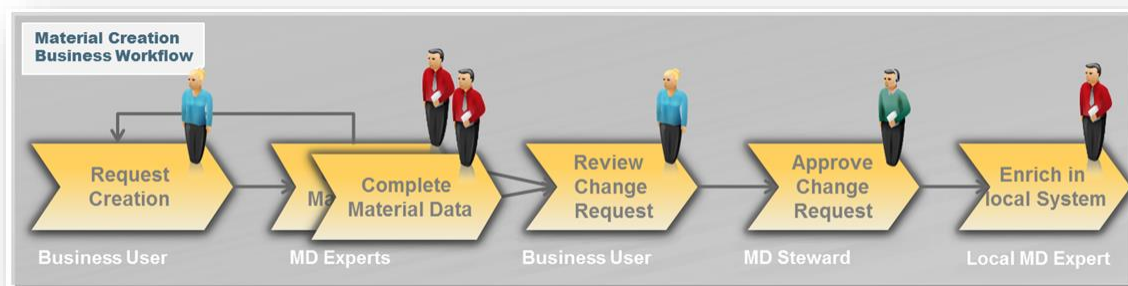 Material Creation
Business Workflow
Request
Creation
Ma
Complete
Material Data
Review
Change
Request
Approve
Change
Request
Enrich in
local System
Business User
MD Experts
Business User
MD Steward
Local MD Expert